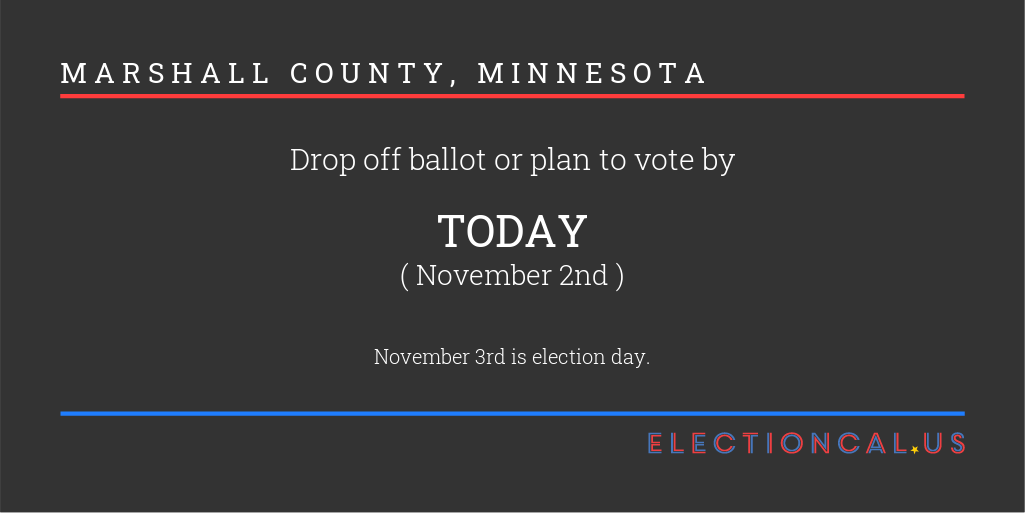 MARSHALL COUNTY, MINNESOTA
Drop off ballot or plan to vote by
TODAY
( November 2nd )
November 3rd is election day.
ELECTIONCAL.US